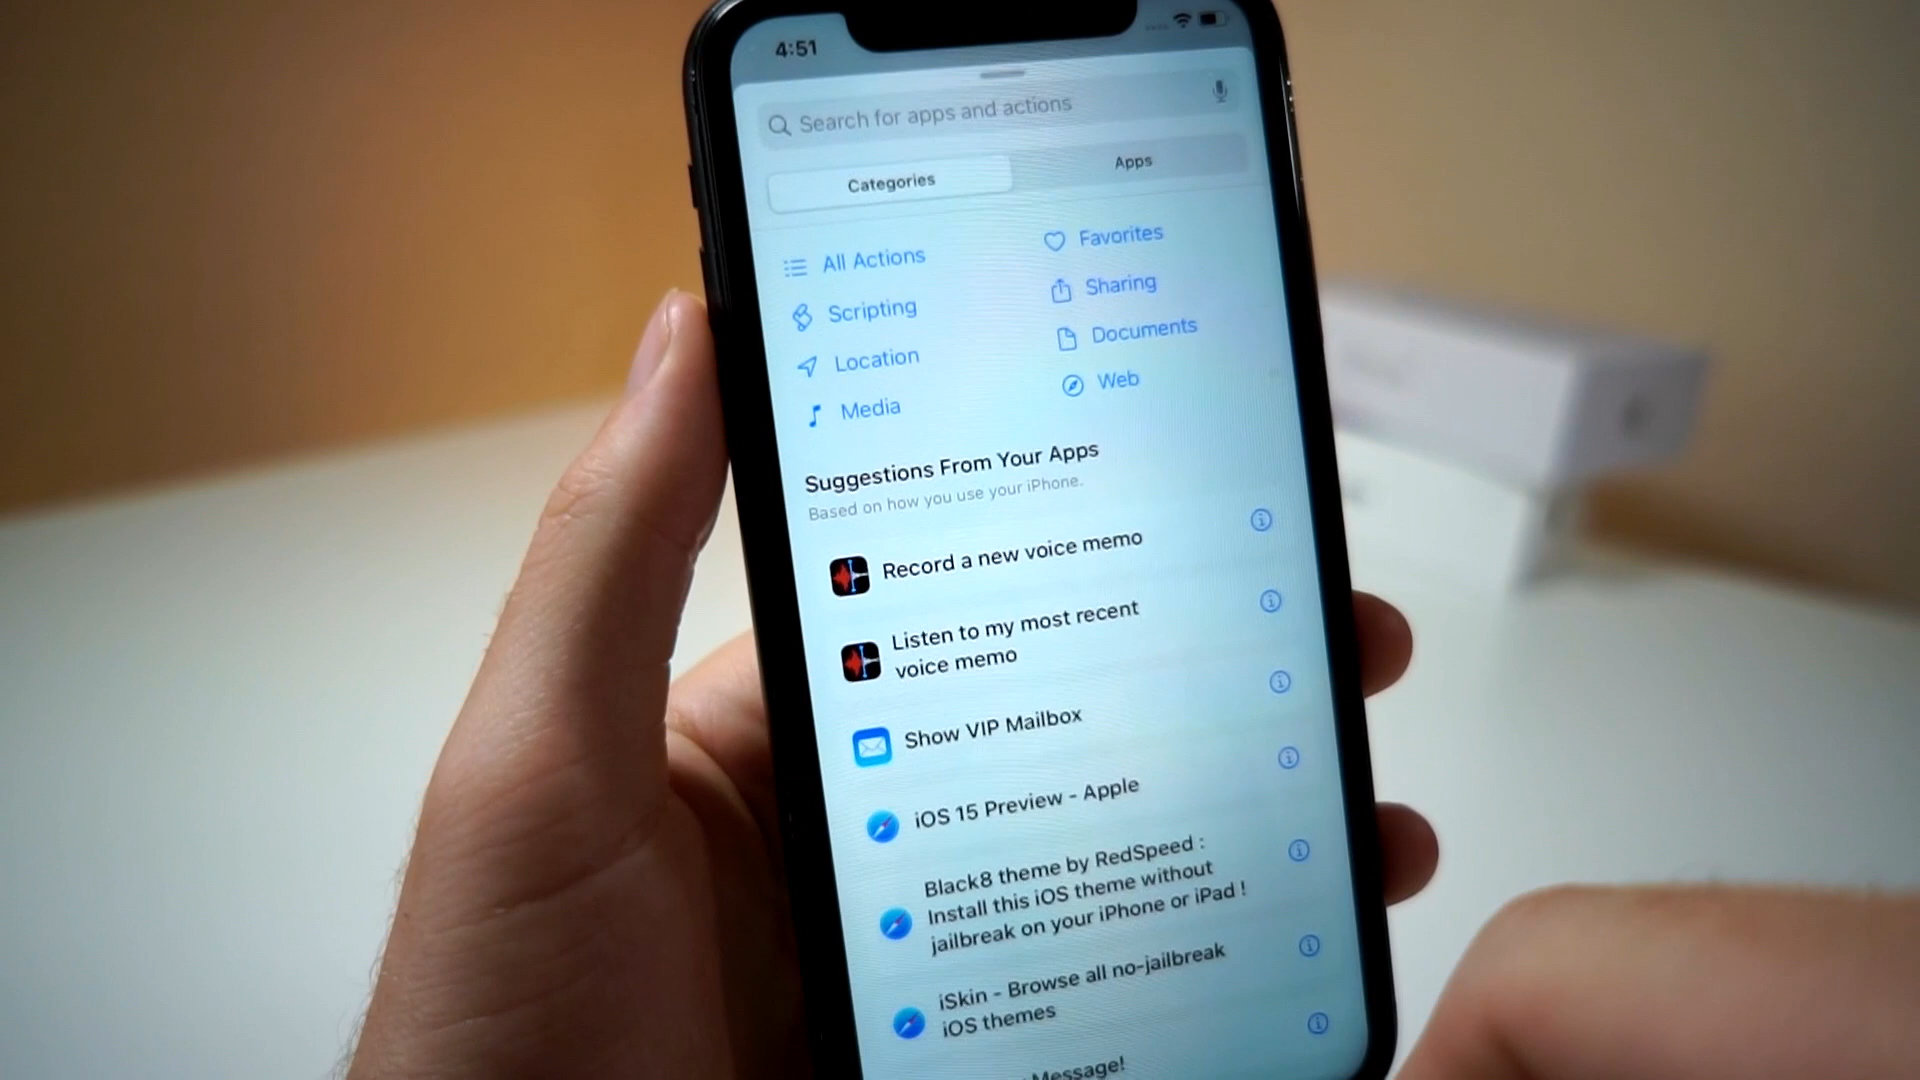 4:51
Search for apps and actions
Categories
Apps
All Actions
Favorites
Scripting
Sharing
Location
Documents
Media
Web
Suggestions From Your Apps
Based on how you use your iPhone.
Record a new voice memo
Listen to my most recent
voice memo
Show VIP Mailbox
iOS 15 Preview - Apple
Black8 theme by RedSpeed :
Install this iOS theme without
jailbreak on your iPhone or iPad !
iSkin - Browse all no-jailbreak
iOS themes
Message!